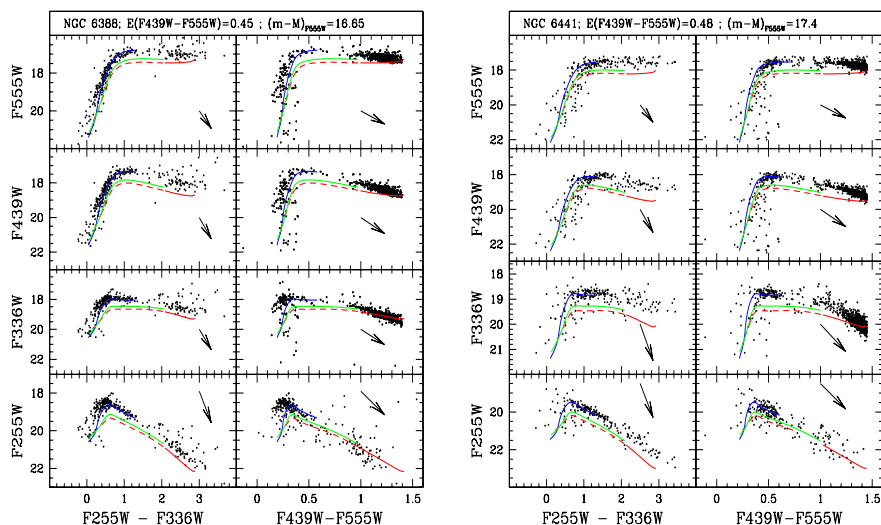 NGC 6388; E(F439W−F555W)=0.45 ; (m−M)F555W=16.65
F555W
18
20
F439W
18
20
22
F336W
18
20
22
F255W
18
20
22
0 1 2 3 0 0.5 1 1.5
F255W − F336W F439W−F555W
NGC 6441; E(F439W−F555W)=0.48 ; (m−M)F555W=17.4
F555W
18
20
22
F439W
18
20
22
F336W
18
19
20
21
F255W
20
22
0 1 2 3 0 0.5 1 1.5
F255W − F336W F439W−F555W